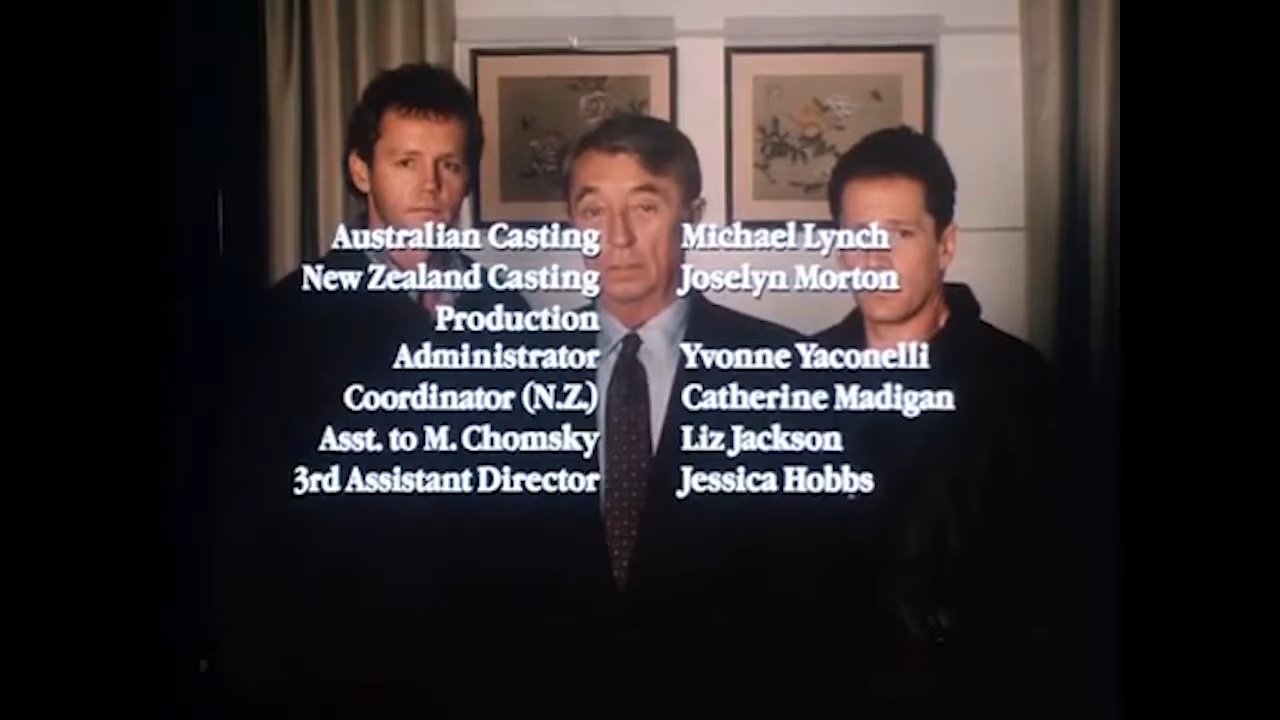 Australian Casting Michael Lynch
New Zealand Casting Joselyn Morton
Production
Administrator Yvonne Yaconelli
Coordinator (N.Z.) Catherine Madigan
Asst. to M. Chomsky Liz Jackson
3rd Assistant Director Jessica Hobbs